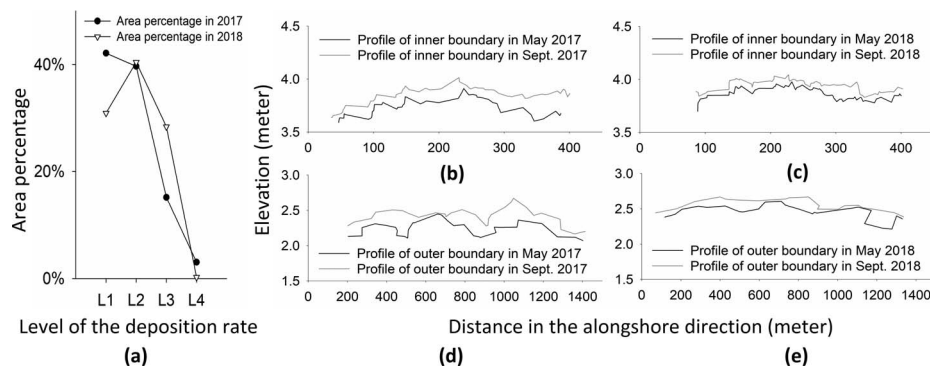 Area percentage in 2017
Area percentage in 2018
40%
20%
0%
Area percentage
L1 L2 L3 L4
Level of the deposition rate
(a)
Elevation (meter)
Profile of inner boundary in May 2017
Profile of inner boundary in Sept. 2017
4.5
4.0
3.5
0 100 200 300 400
(b)
Profile of inner boundary in May 2018
Profile of inner boundary in Sept. 2018
4.5
4.0
3.5
0 100 200 300 400
(c)
3.0
2.5
2.0
1.5
Profile of outer boundary in May 2017
Profile of outer boundary in Sept. 2017
0 200 400 600 800 1000 1200 1400
3.0
2.5
2.0
1.5
Profile of outer boundary in May 2018
Profile of outer boundary in Sept. 2018
0 200 400 600 800 1000 1200 1400
Distance in the alongshore direction (meter)
(d)
(e)